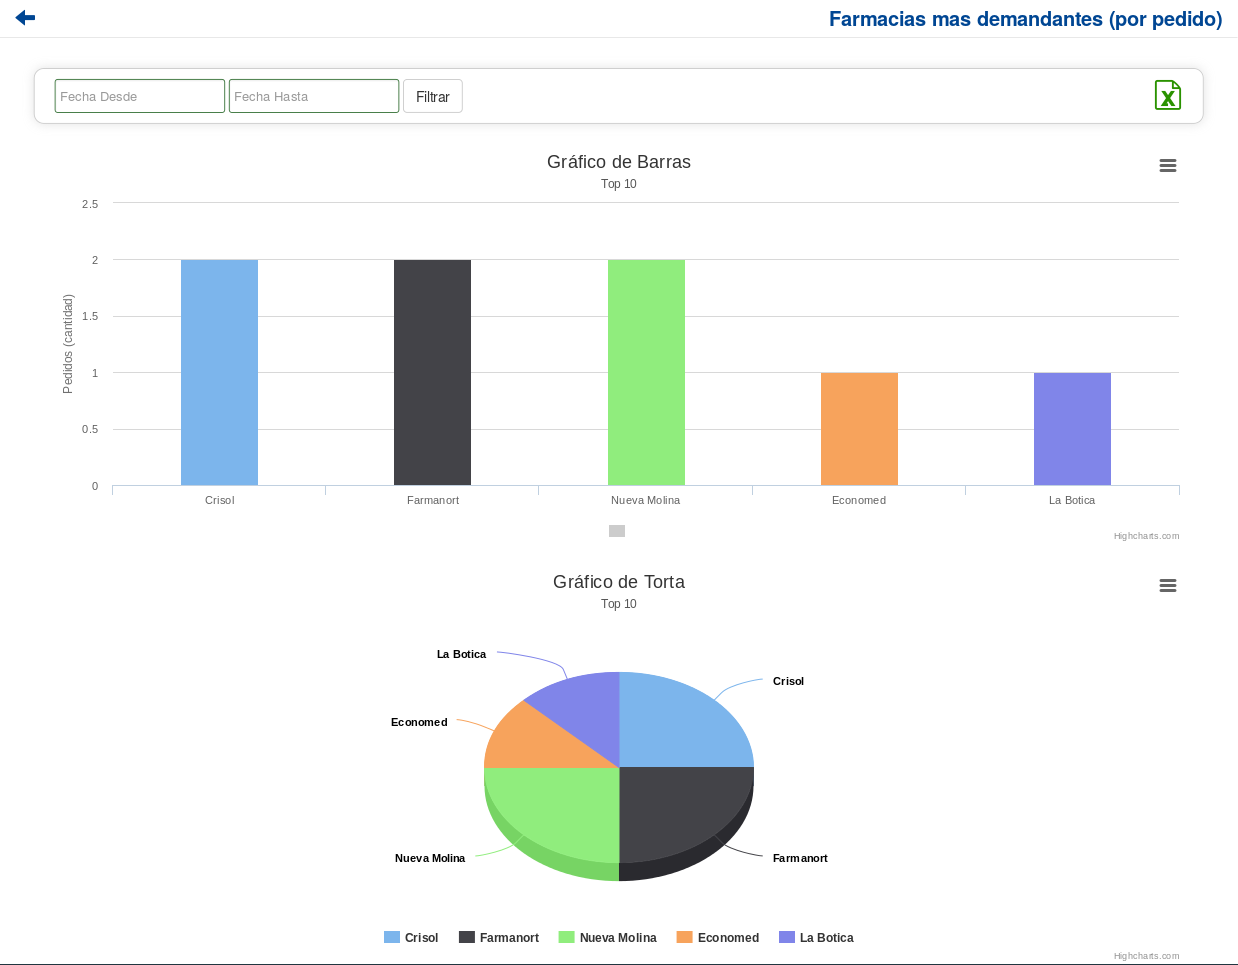 Farmacias mas demandantes (por pedido)
Fecha Desde
Fecha Hasta
Filtrar
Gráfico de Barras
Top 10
2.5
2
1.5
1
0.5
0
Pedidos (cantidad)
Crisol
Farmanort
Nueva Molina
Economed
La Botica
Highcharts.com
Gráfico de Torta
Top 10
La Botica
Crisol
Economed
Nueva Molina
Farmanort
Crisol
Farmanort
Nueva Molina
Economed
La Botica
Highcharts.com